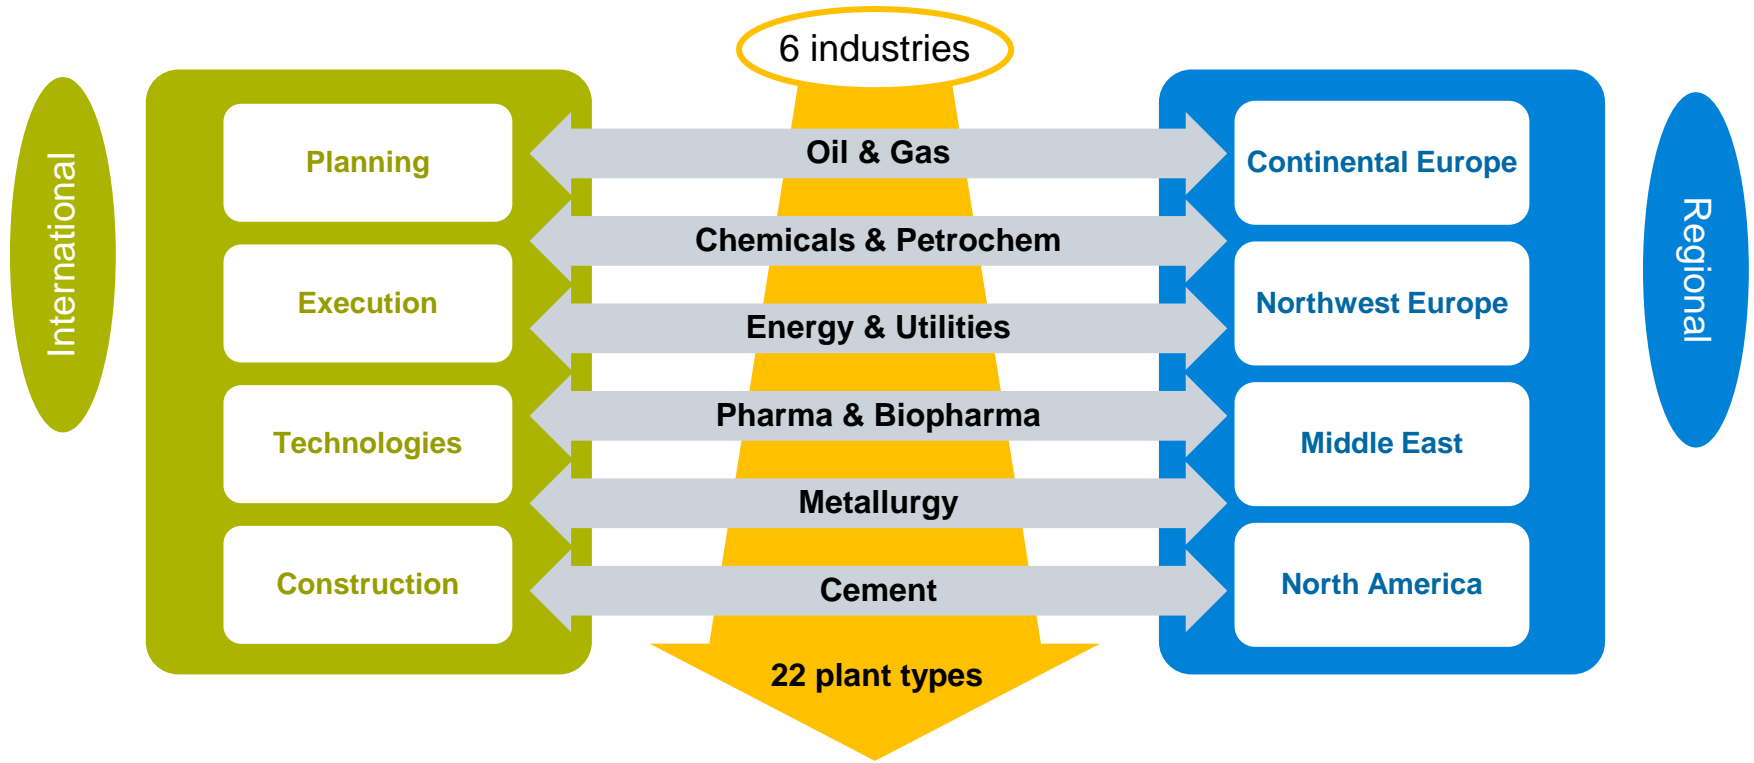 6 industries
International
Planning
Execution
Technologies
Construction
Oil & Gas
Chemicals & Petrochem
Energy & Utilities
Pharma & Biopharma
Metallurgy
Cement
22 plant types
Continental Europe
Northwest Europe
Middle East
North America
Regional